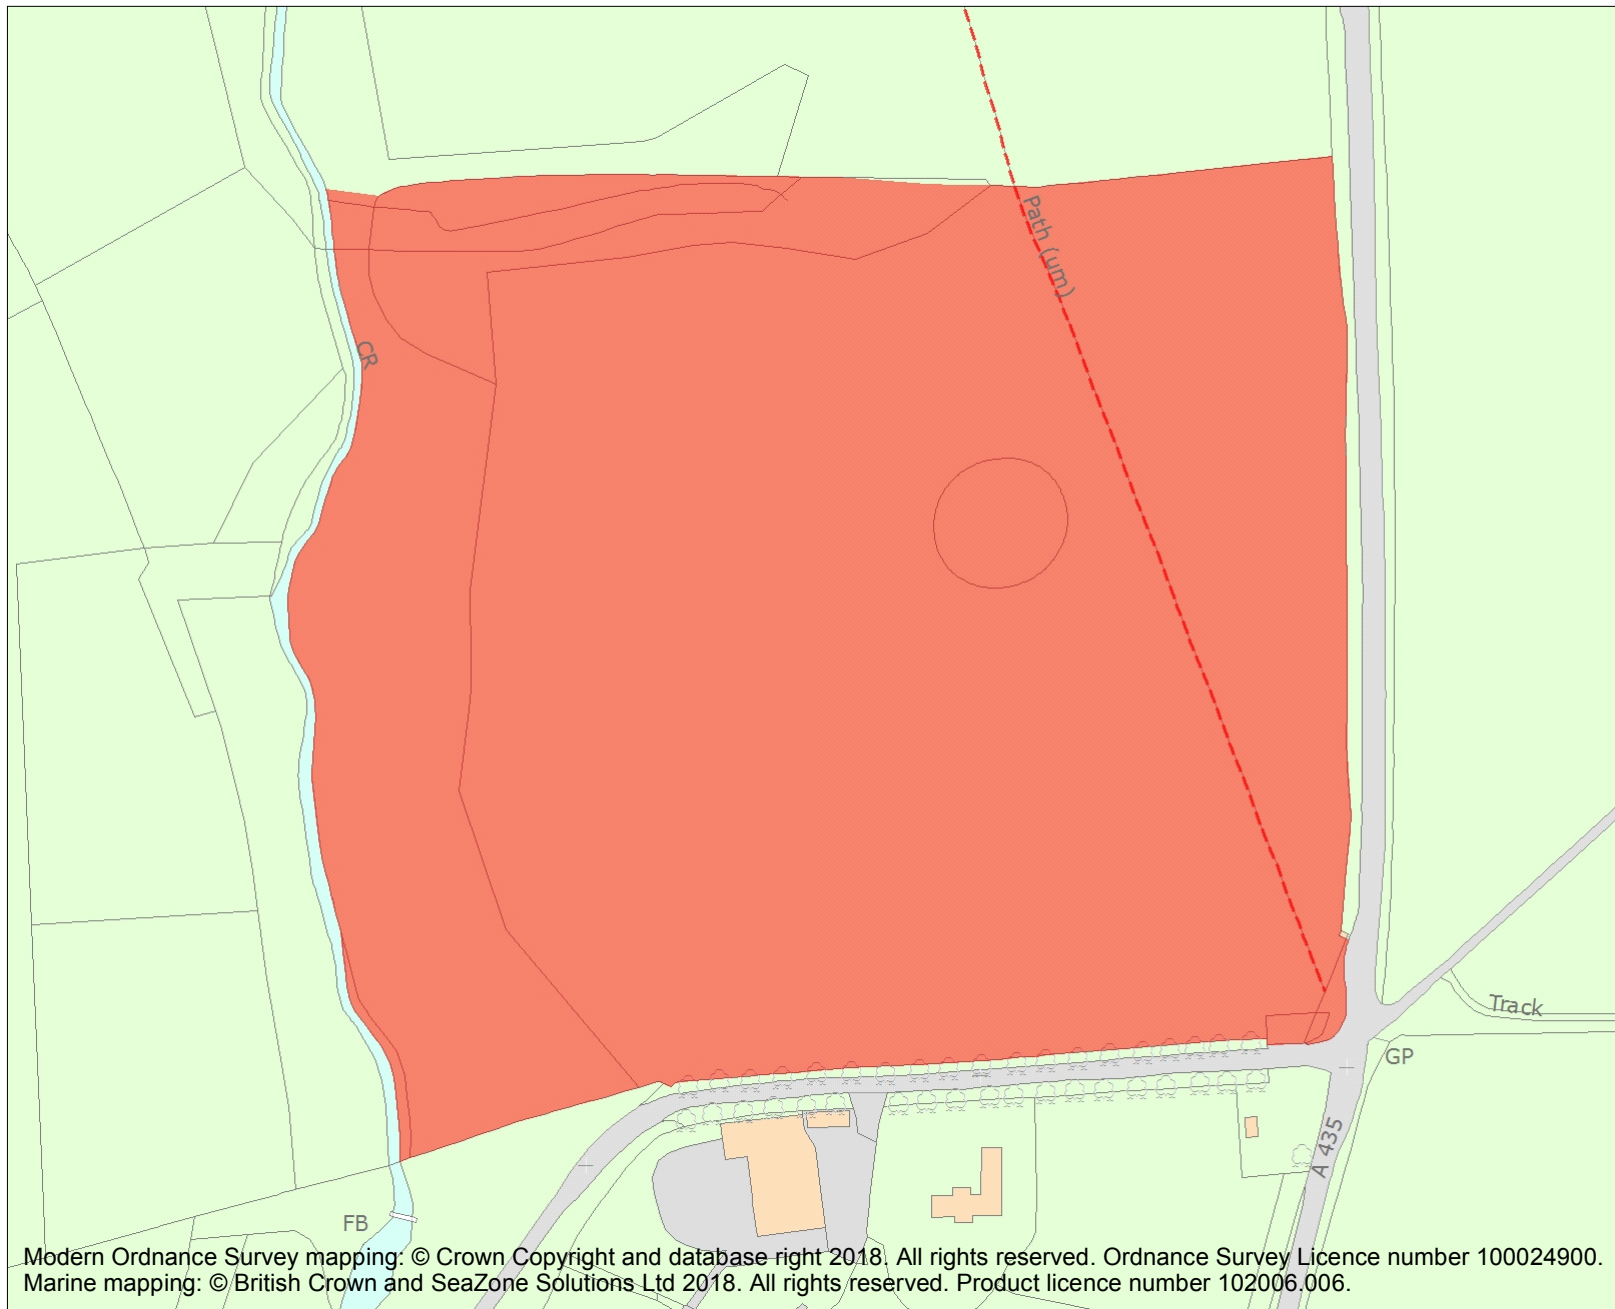 Path (um)
CR
Track
GP
A 435
FB
Modern Ordnance Survey mapping: © Crown Copyright and database right 2018. All rights reserved. Ordnance Survey Licence number 100024900.
Marine mapping: © British Crown and SeaZone Solutions Ltd 2018. All rights reserved. Product licence number 102006.006.